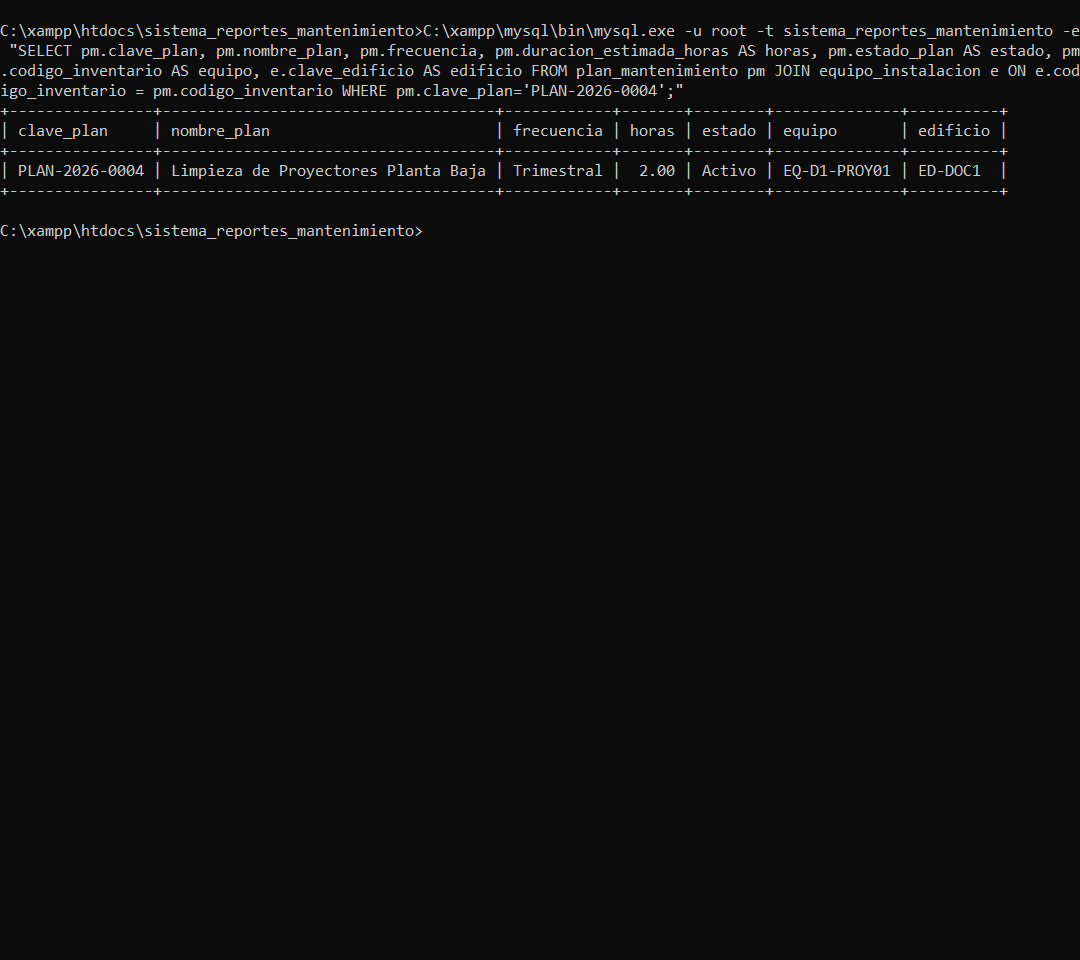 C:\xampp\htdocs\sistema_reportes_mantenimiento>C:\xampp\mysql\bin\mysql.exe -u root -t sistema_reportes_mantenimiento -e
 "SELECT pm.clave_plan, pm.nombre_plan, pm.frecuencia, pm.duracion_estimada_horas AS horas, pm.estado_plan AS estado, pm
.codigo_inventario AS equipo, e.clave_edificio AS edificio FROM plan_mantenimiento pm JOIN equipo_instalacion e ON e.cod
igo_inventario = pm.codigo_inventario WHERE pm.clave_plan='PLAN-2026-0004';"
+----------------+-------------------------------------+------------+-------+--------+--------------+----------+
| clave_plan     | nombre_plan                         | frecuencia | horas | estado | equipo       | edificio |
+----------------+-------------------------------------+------------+-------+--------+--------------+----------+
| PLAN-2026-0004 | Limpieza de Proyectores Planta Baja | Trimestral |  2.00 | Activo | EQ-D1-PROY01 | ED-DOC1  |
+----------------+-------------------------------------+------------+-------+--------+--------------+----------+
C:\xampp\htdocs\sistema_reportes_mantenimiento>